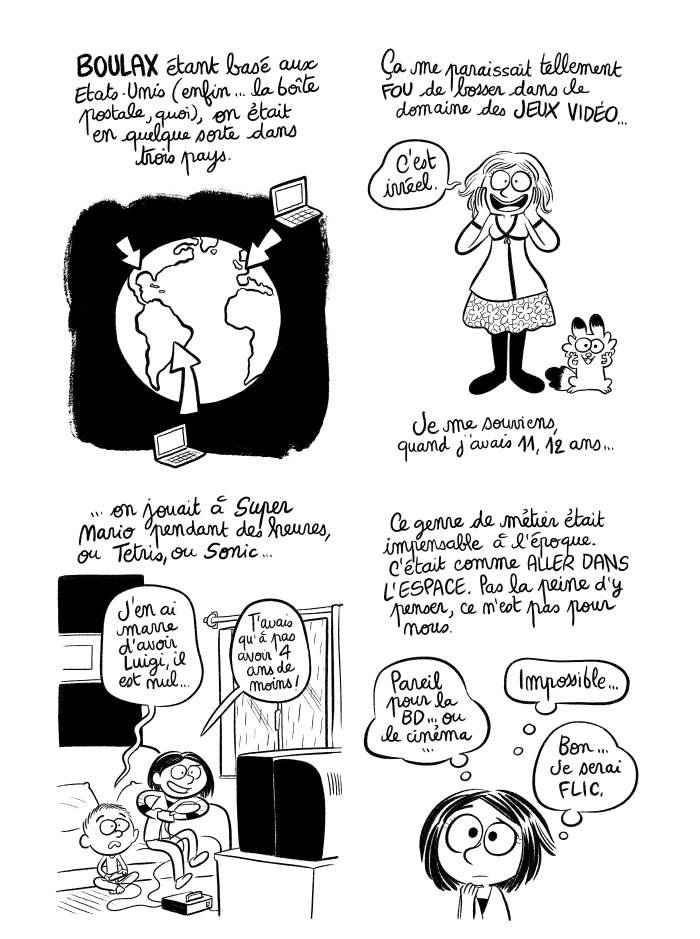 BOULAX étant basé aux
Etats-Unis (enfin... la boîte
postale, quoi), on était
en quelque sorte dans
trois pays.
Ça me paraissait tellement
FOU de bosser dans le
domaine des JEUX VIDÉO...
C'est
irréel.
Je me souviens,
quand j'avais 11, 12 ans...
... on jouait à Super
Mario pendant des heures,
ou Tétris, ou Sonic...
J'en ai
marre
d'avoir
Luigi, il
est nul...
T'avais
qu'à pas
avoir 4
ans de
moins!
Ce genre de métier était
impensable à l'époque.
C'était comme ALLER DANS
L'ESPACE. Pas la peine d'y
penser, ce n'est pas pour
nous.
Pareil
pour la
BD... ou
le cinéma
...
Impossible...
Bon...
Je serai
FLIC.